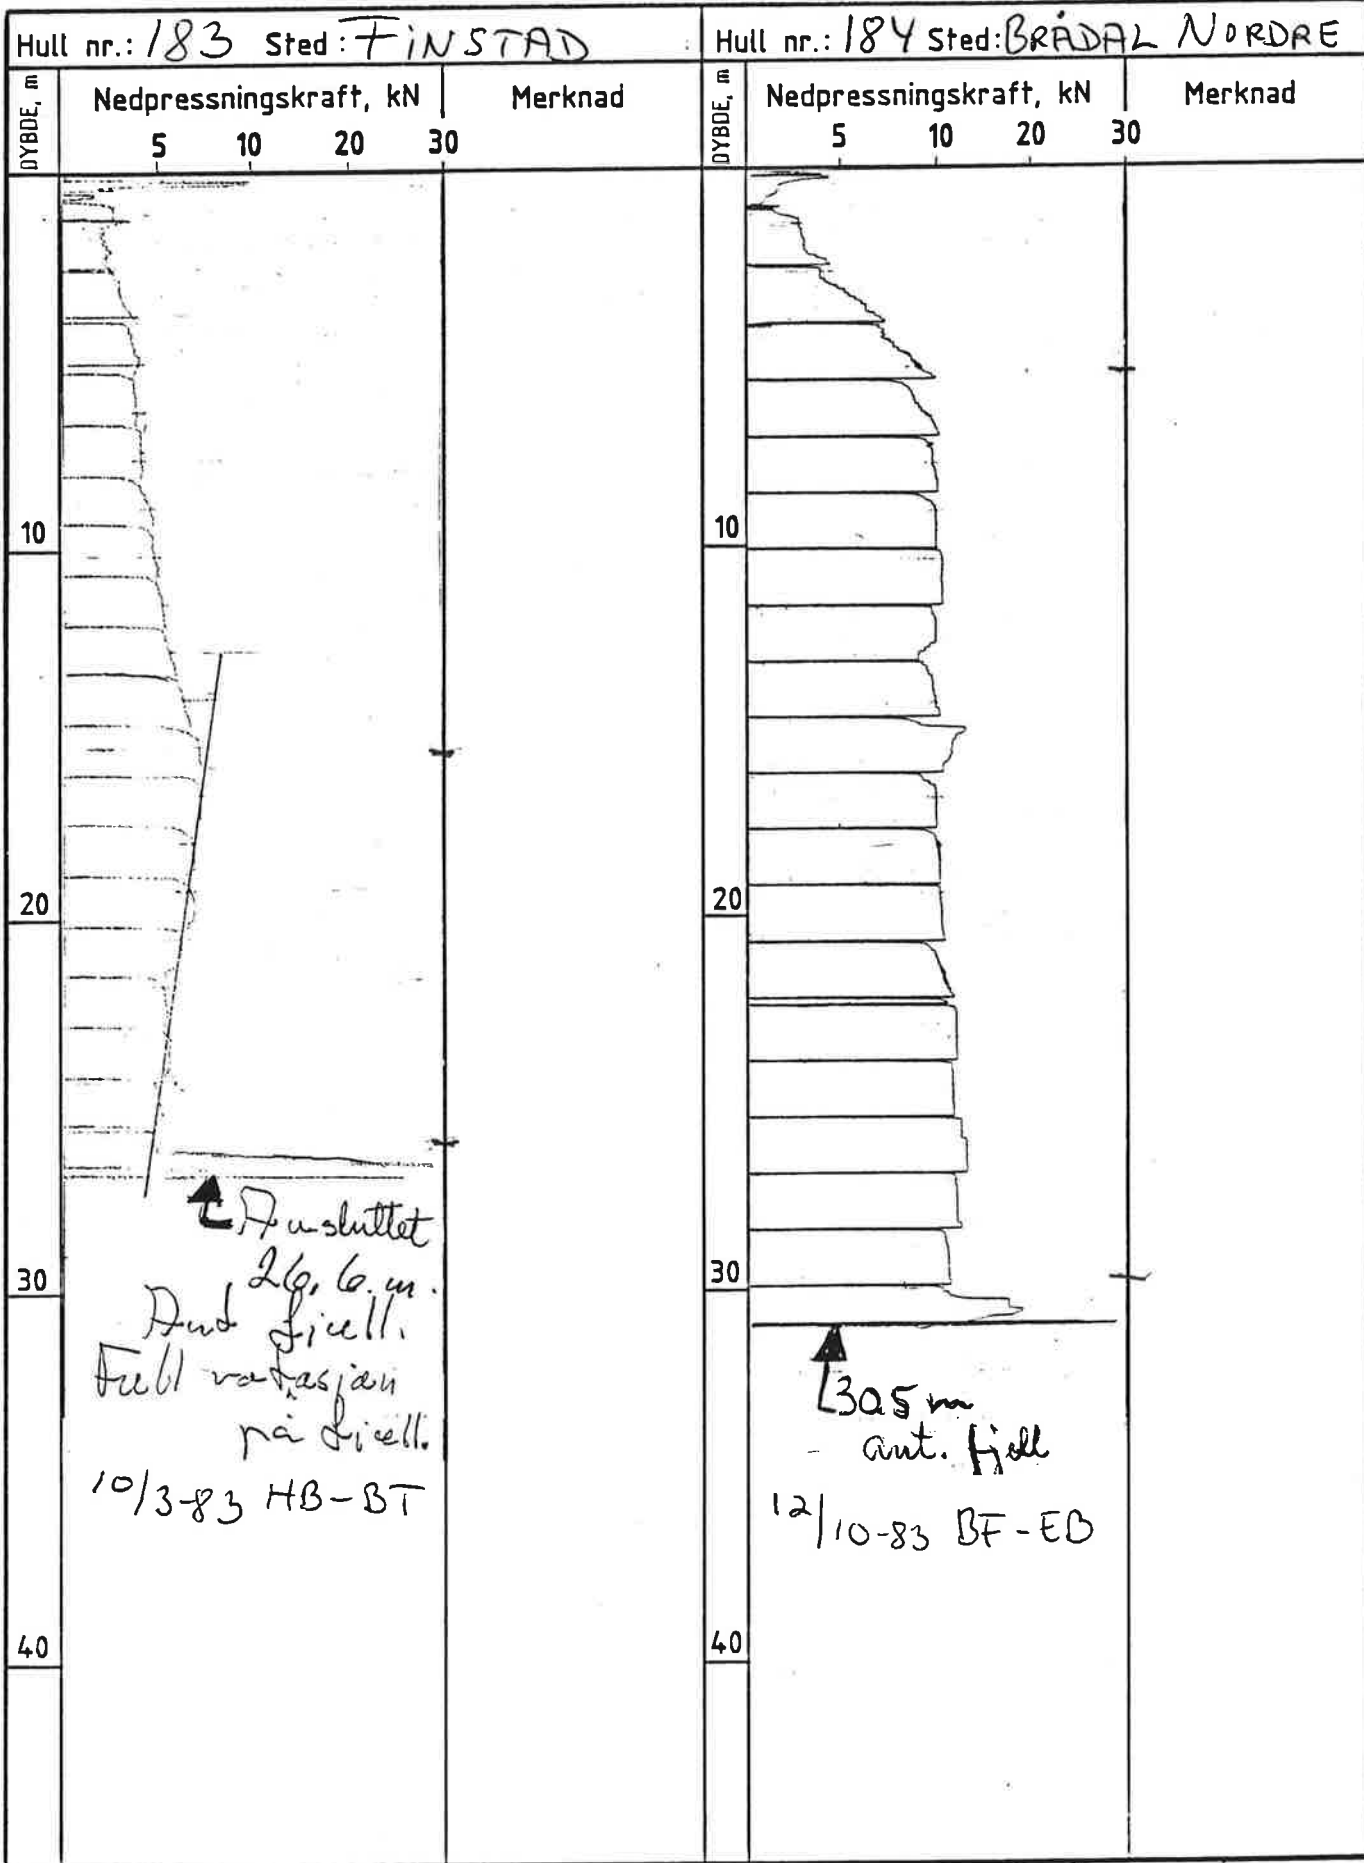 Hull nr.: 183 Sted: FINSTAD
DYBDE, m
Nedpressningskraft, kN
Merknad
5 10 20 30
10
20
Avsluttet
26,6 m.
30
Ant fjell.
Full rotasjon
på fjell.
10/3-83 HB-BT
40
Hull nr.: 184 Sted: BRÅDAL NORDRE
DYBDE, m
Nedpressningskraft, kN
Merknad
5 10 20 30
10
20
30
30,5 m
ant. fjell
12/10-83 BF-EB
40